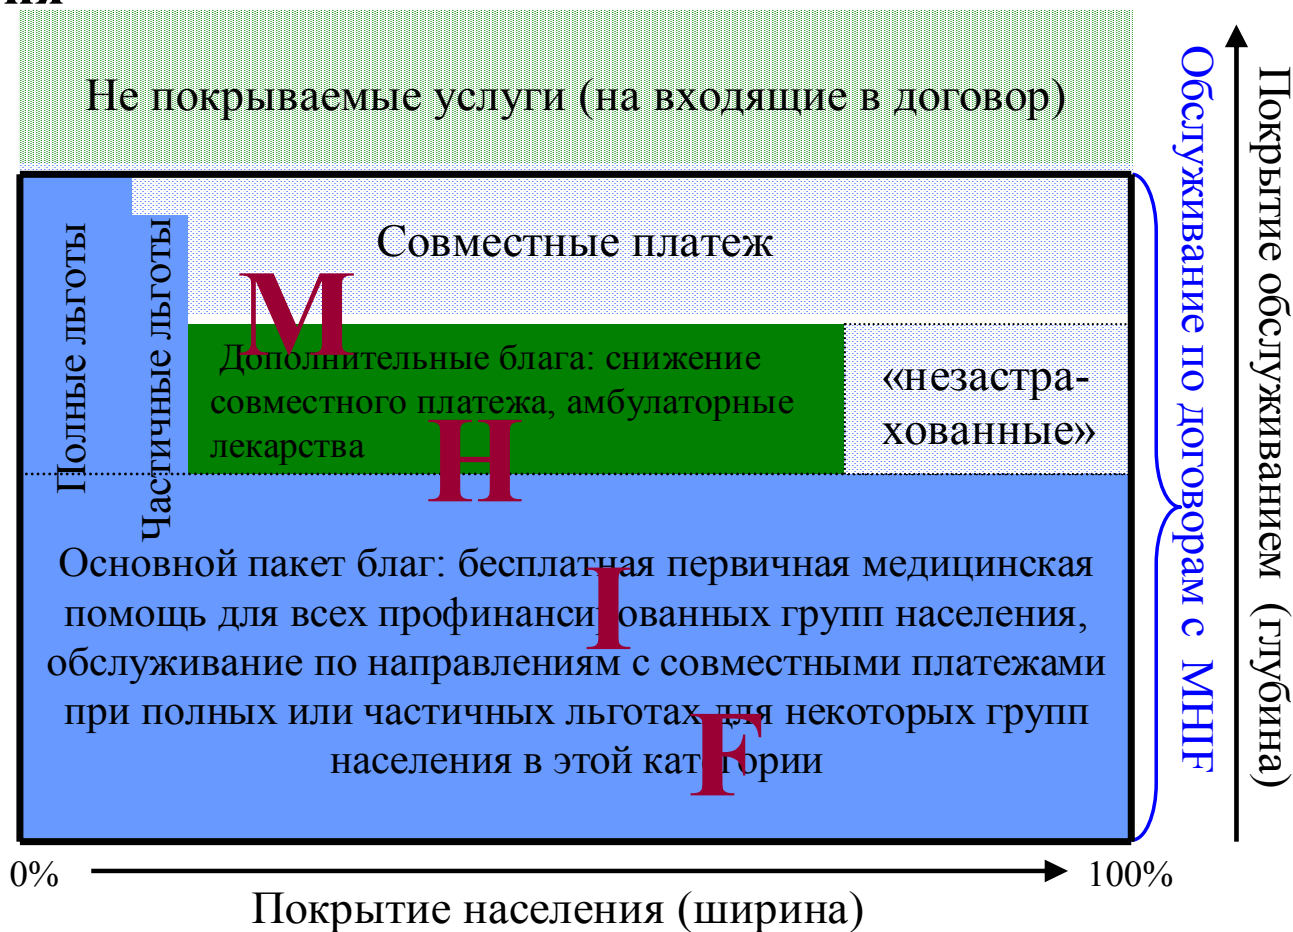 ия
Не покрываемые услуги (на входящие в договор)
Совместные платеж
Полные льготы
Частичные льготы
Дополнительные блага: снижение
совместного платежа, амбулаторные
лекарства
«незастра-
хованные»
Основной пакет благ: бесплатная первичная медицинская
помощь для всех профинансированных групп населения,
обслуживание по направлениям с совместными платежами
при полных или частичных льготах для некоторых групп
населения в этой категории
M
H
I
F
Обслуживание по договорам с MHIF
Покрытие обслуживанием (глубина)
0%
100%
Покрытие населения (ширина)